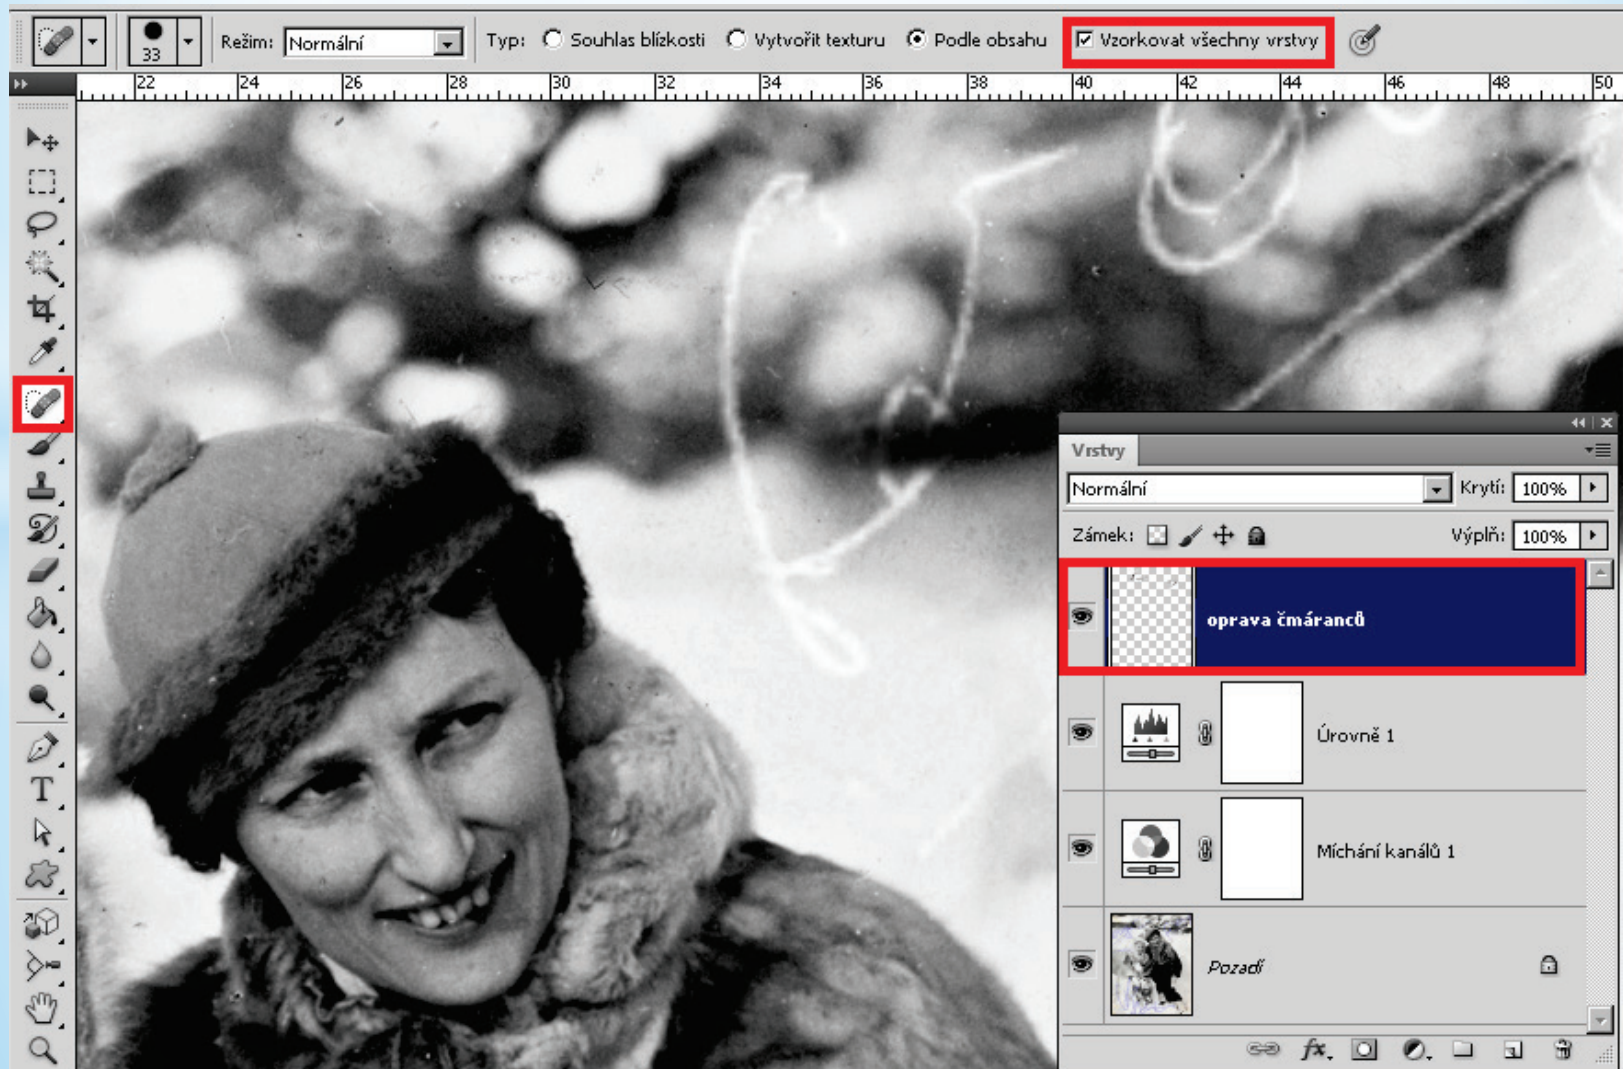 33 Režim: Normální Typ: Souhlas blízkosti Vytvořit texturu Podle obsahu Vzorkovat všechny vrstvy
22 24 26 28 30 32 34 36 38 40 42 44 46 48 50
Vrstvy
Normální Krytí: 100%
Zámek: Výplň: 100%
oprava čmáranců
Úrovně 1
Míchání kanálů 1
Pozadí
fx.